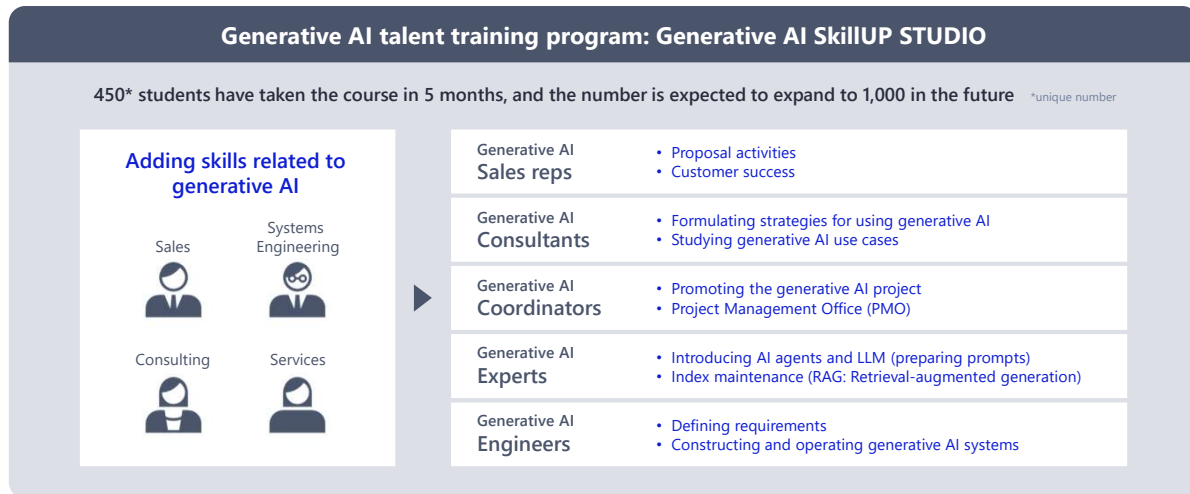 Generative AI talent training program: Generative AI SkillUP STUDIO
450* students have taken the course in 5 months, and the number is expected to expand to 1,000 in the future *unique number
Adding skills related to
generative AI
Sales
Systems
Engineering
Consulting
Services
Generative AI
Sales reps
• Proposal activities
• Customer success
Generative AI
Consultants
• Formulating strategies for using generative AI
• Studying generative AI use cases
Generative AI
Coordinators
• Promoting the generative AI project
• Project Management Office (PMO)
Generative AI
Experts
• Introducing AI agents and LLM (preparing prompts)
• Index maintenance (RAG: Retrieval-augmented generation)
Generative AI
Engineers
• Defining requirements
• Constructing and operating generative AI systems